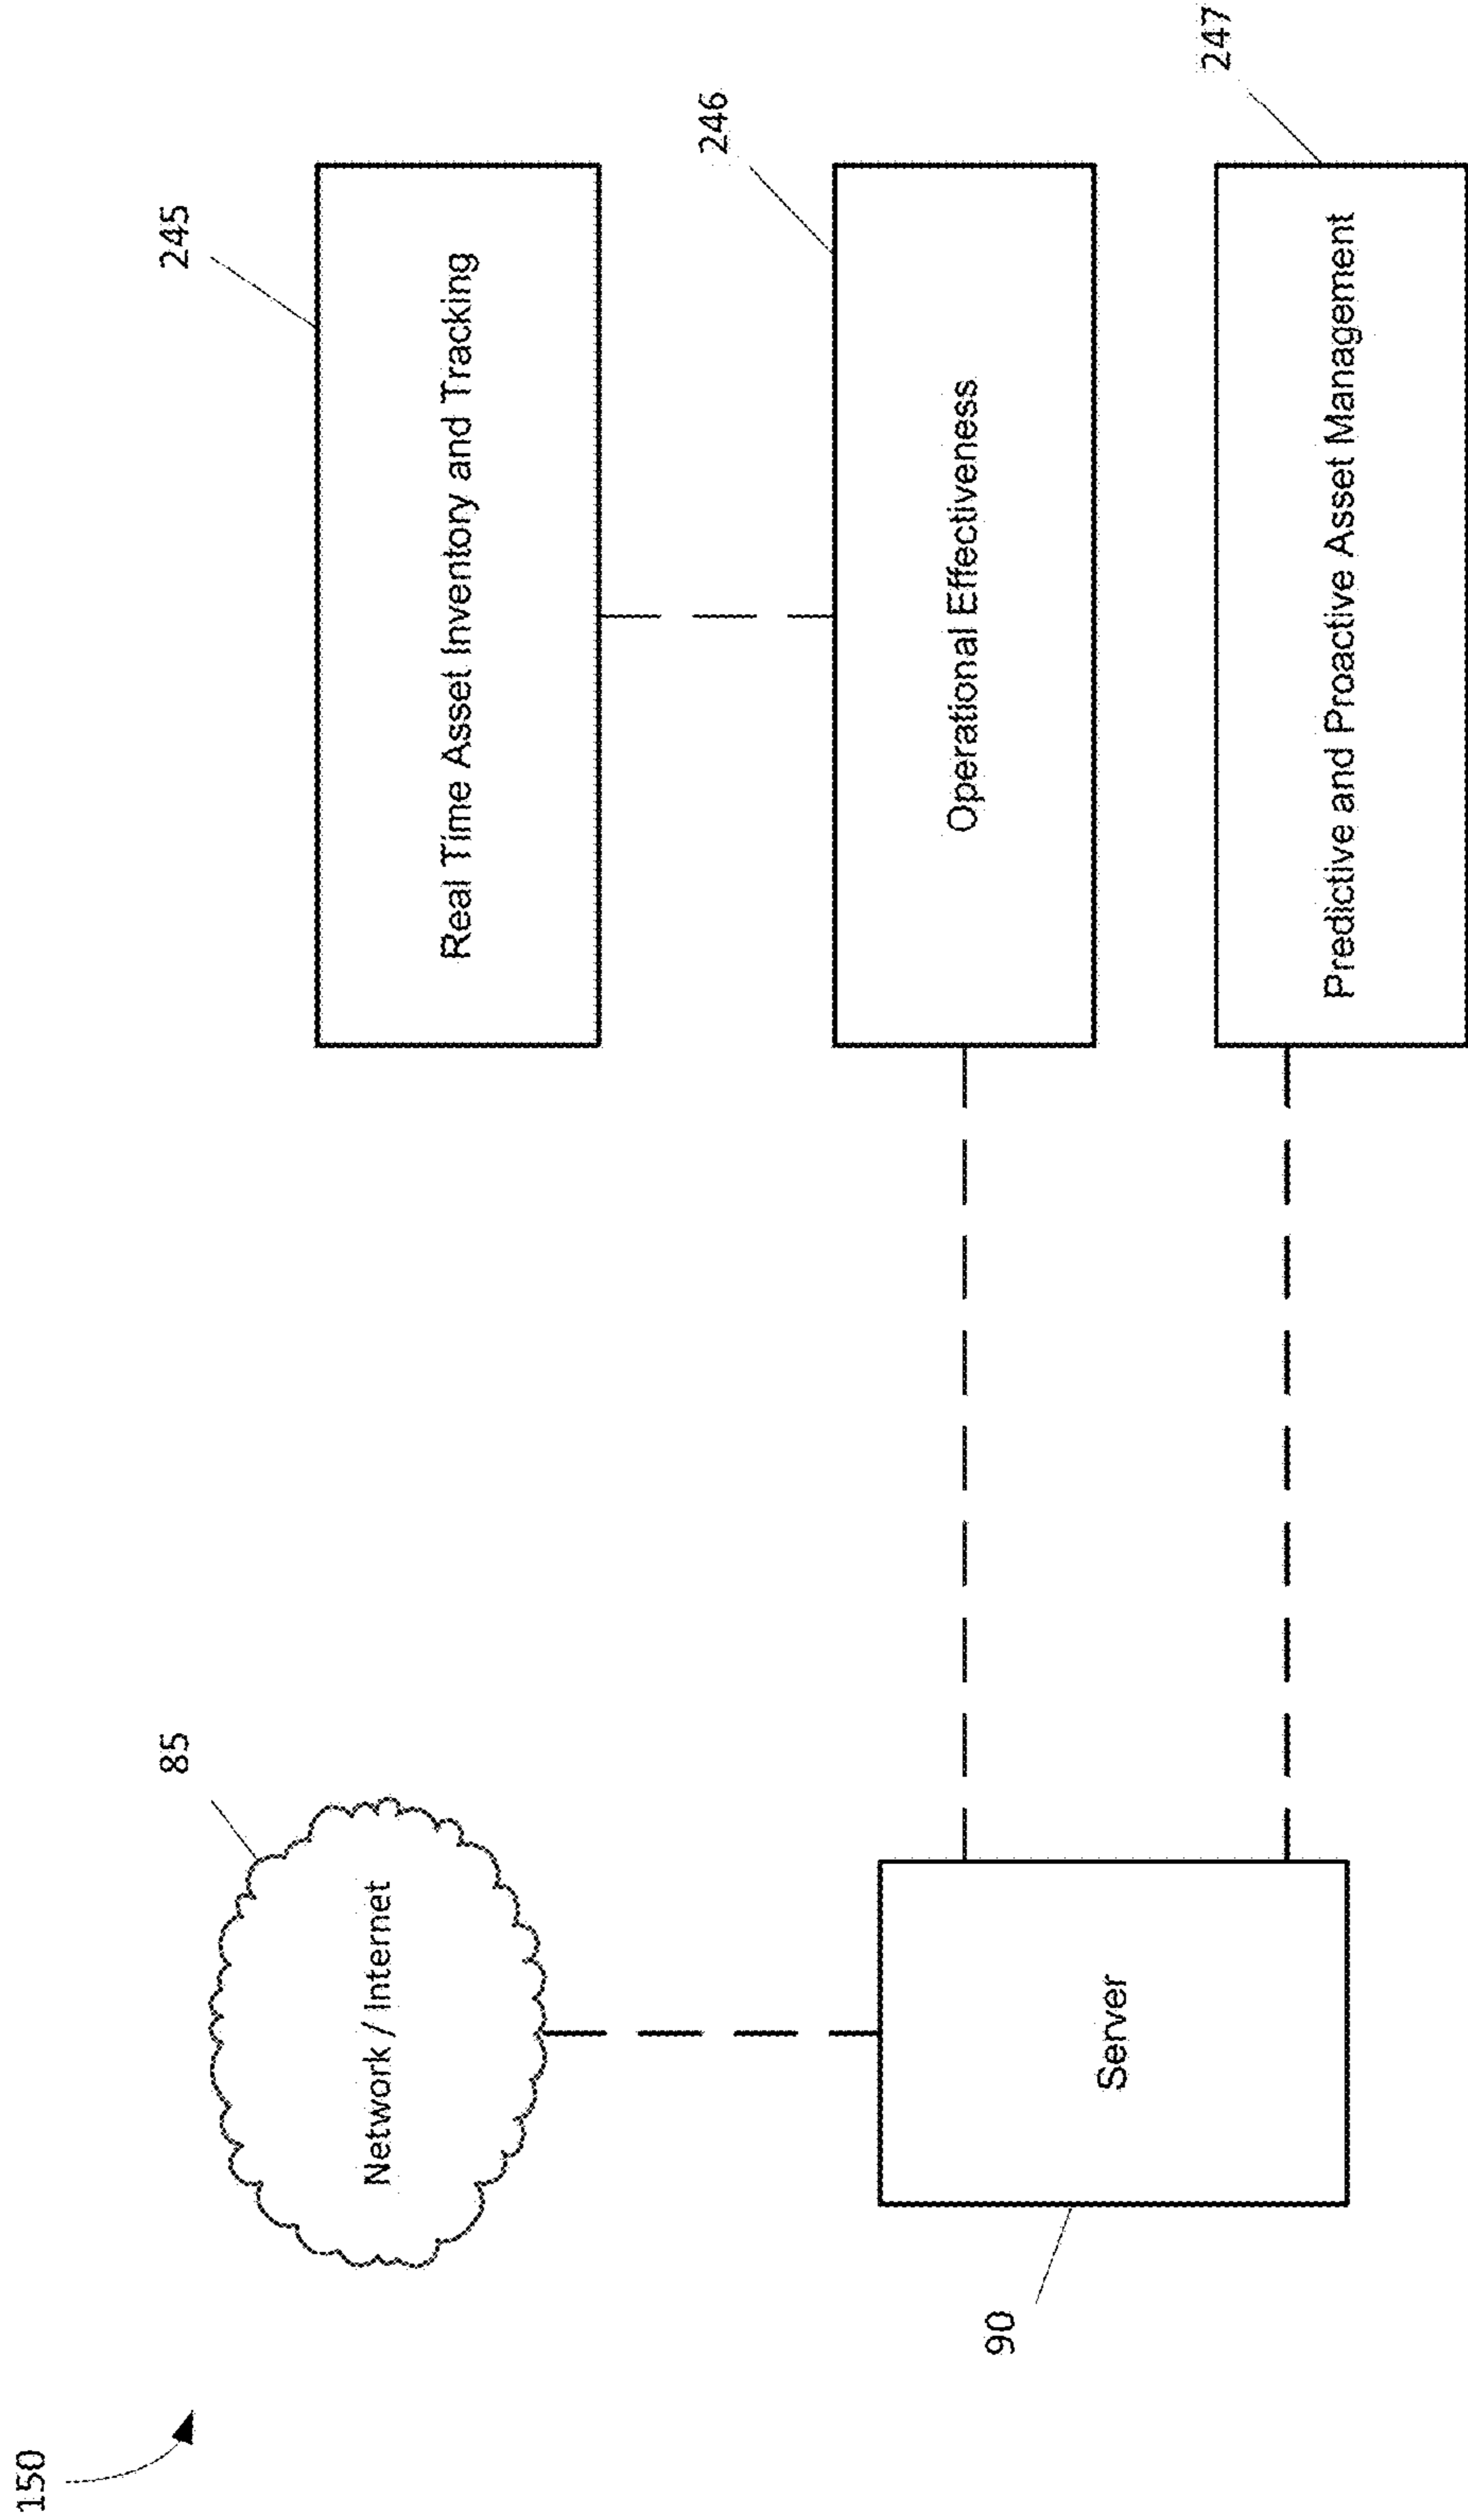 150
85
Network / Internet
245
Real Time Asset Inventory and Tracking
90
Server
246
Operational Effectiveness
247
Predictive and Proactive Asset Management